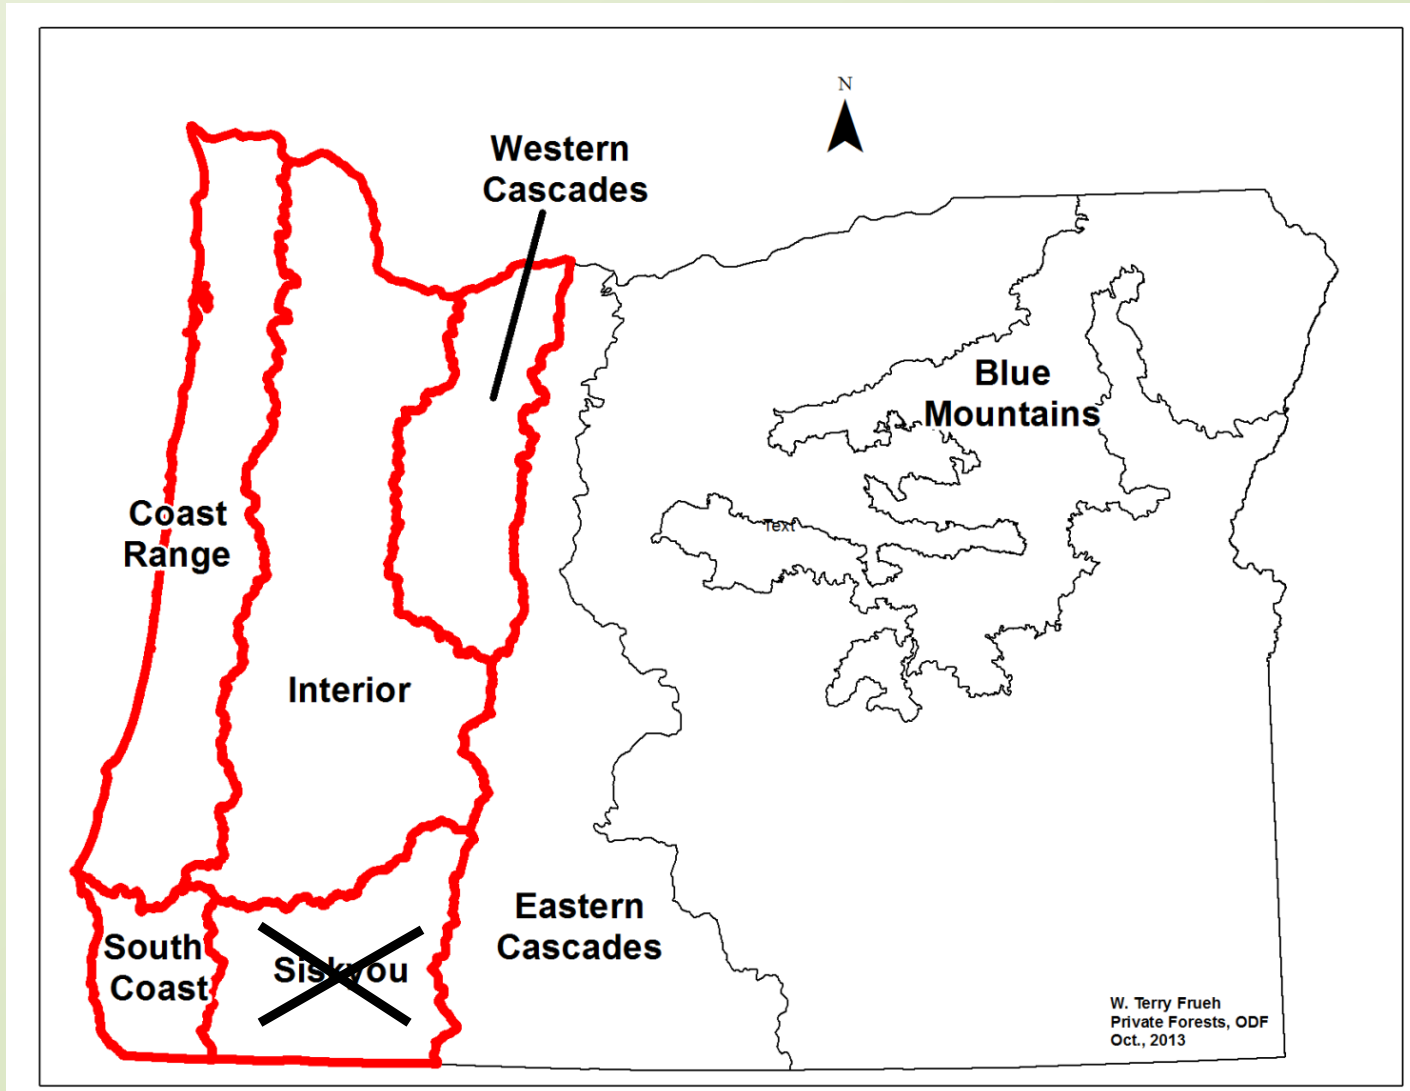 N
Western
Cascades
Blue
Mountains
Coast
Range
Text
Interior
Eastern
Cascades
South
Coast
Siskyou
W. Terry Frueh
Private Forests, ODF
Oct., 2013